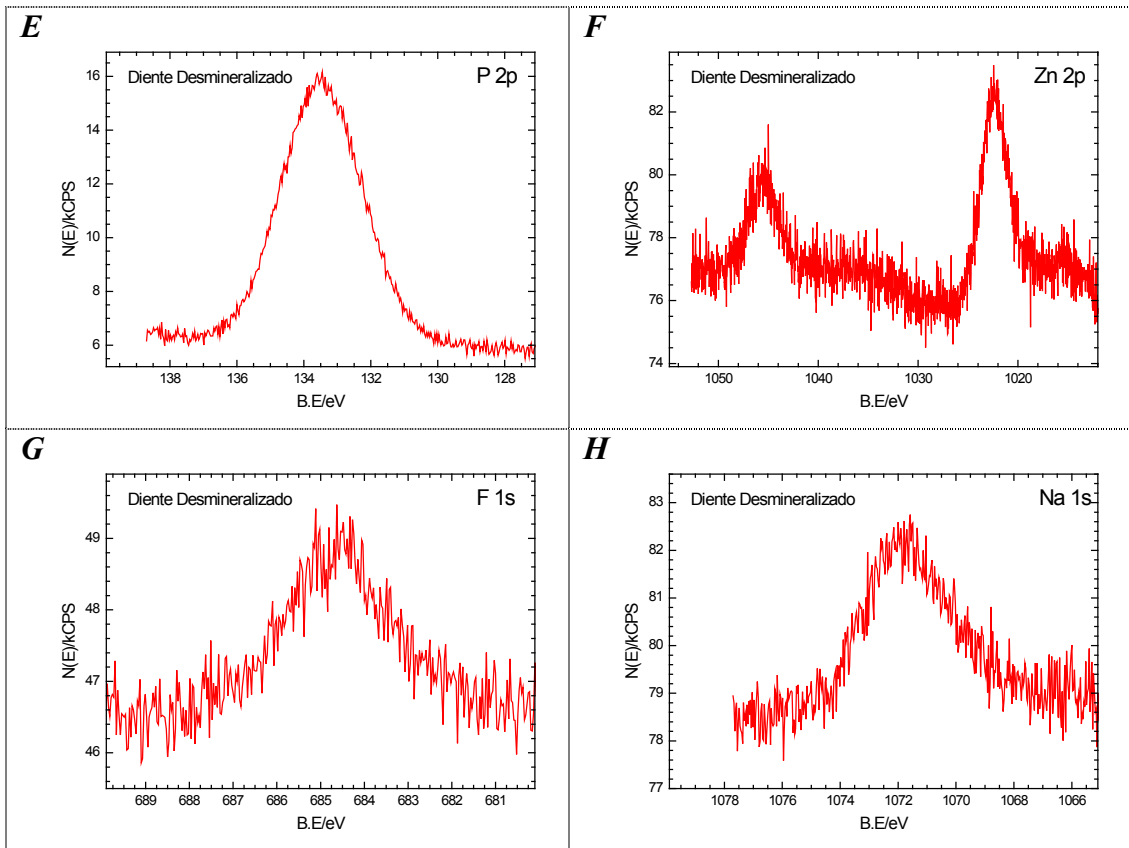 E
Diente Desmineralizado
P 2p
N(E)/kCPS
16
14
12
10
8
6
138
136
134
132
130
128
B.E/eV
F
Diente Desmineralizado
Zn 2p
N(E)/kCPS
82
80
78
76
74
1050
1040
1030
1020
B.E/eV
G
Diente Desmineralizado
F 1s
N(E)/kCPS
49
48
47
46
689
688
687
686
685
684
683
682
681
B.E/eV
H
Diente Desmineralizado
Na 1s
N(E)/kCPS
83
82
81
80
79
78
77
1078
1076
1074
1072
1070
1068
1066
B.E/eV